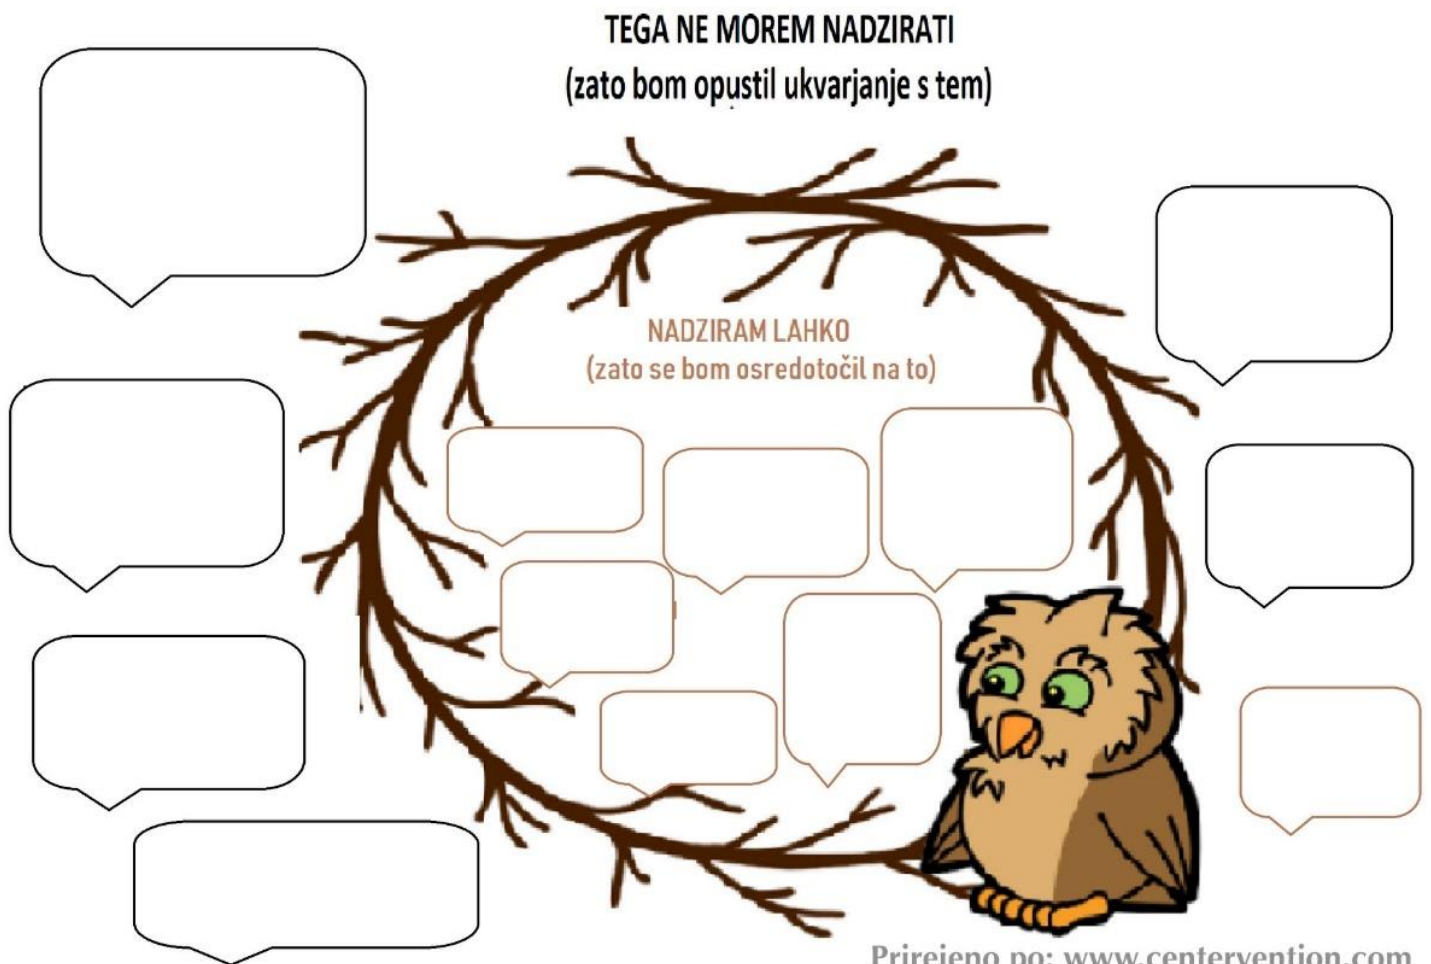 TEGA NE MOREM NADZIRATI
(zato bom opustil ukvarjanje s tem)
NADZIRAM LAHKO
(zato se bom osredotočil na to)
Prirejeno po: www.centervention.com